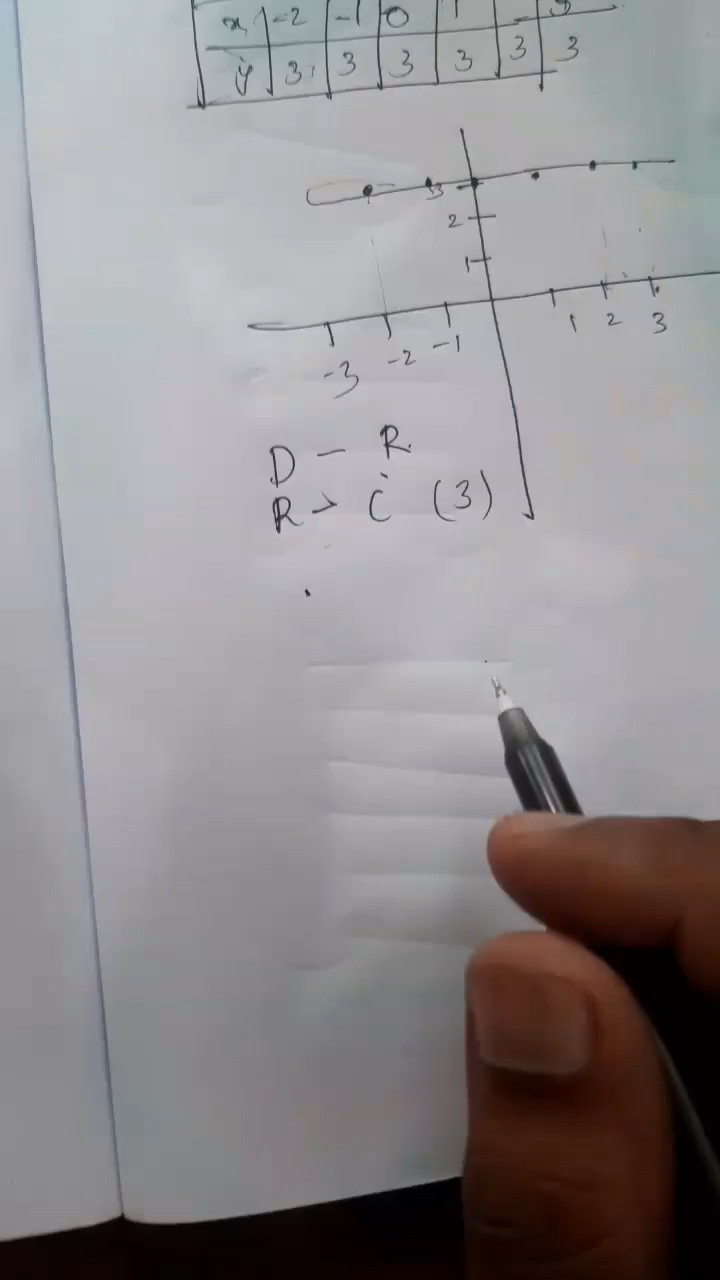 x -2 -1 0 1 3
y 3 3 3 3 3 3
3
2
1
-3 -2 -1 1 2 3
D - R
R > C (3)